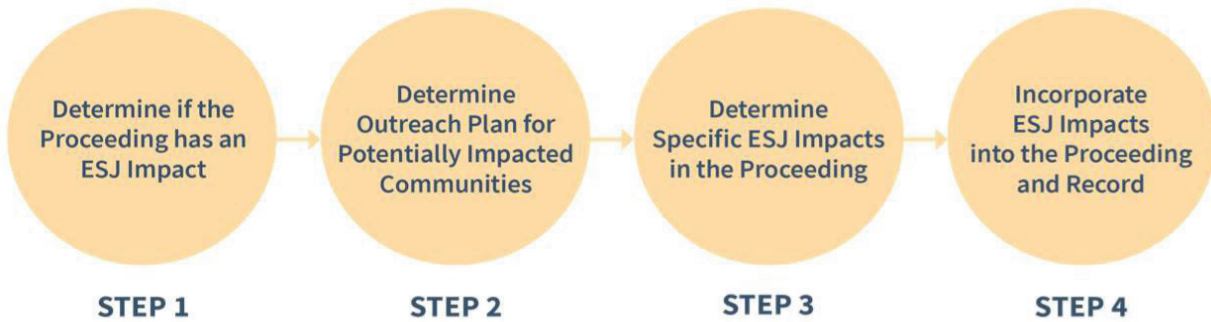 Determine if the
Proceeding has an
ESJ Impact
Determine
Outreach Plan for
Potentially Impacted
Communities
Determine
Specific ESJ Impacts
in the Proceeding
Incorporate
ESJ Impacts
into the Proceeding
and Record
STEP 1
STEP 2
STEP 3
STEP 4